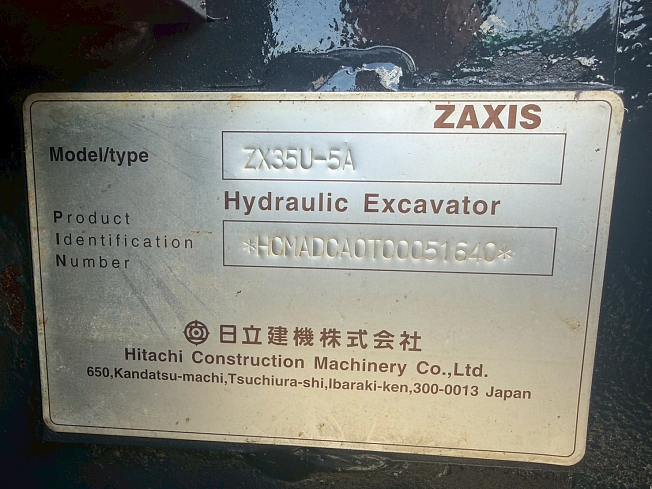 ZAXIS
Model/type ZX35U-5A
Hydraulic Excavator
Product
Identification *HCMADCA0T00051640*
Number
日立建機株式会社
Hitachi Construction Machinery Co.,Ltd.
650,Kandatsu-machi,Tsuchiura-shi,Ibaraki-ken,300-0013 Japan